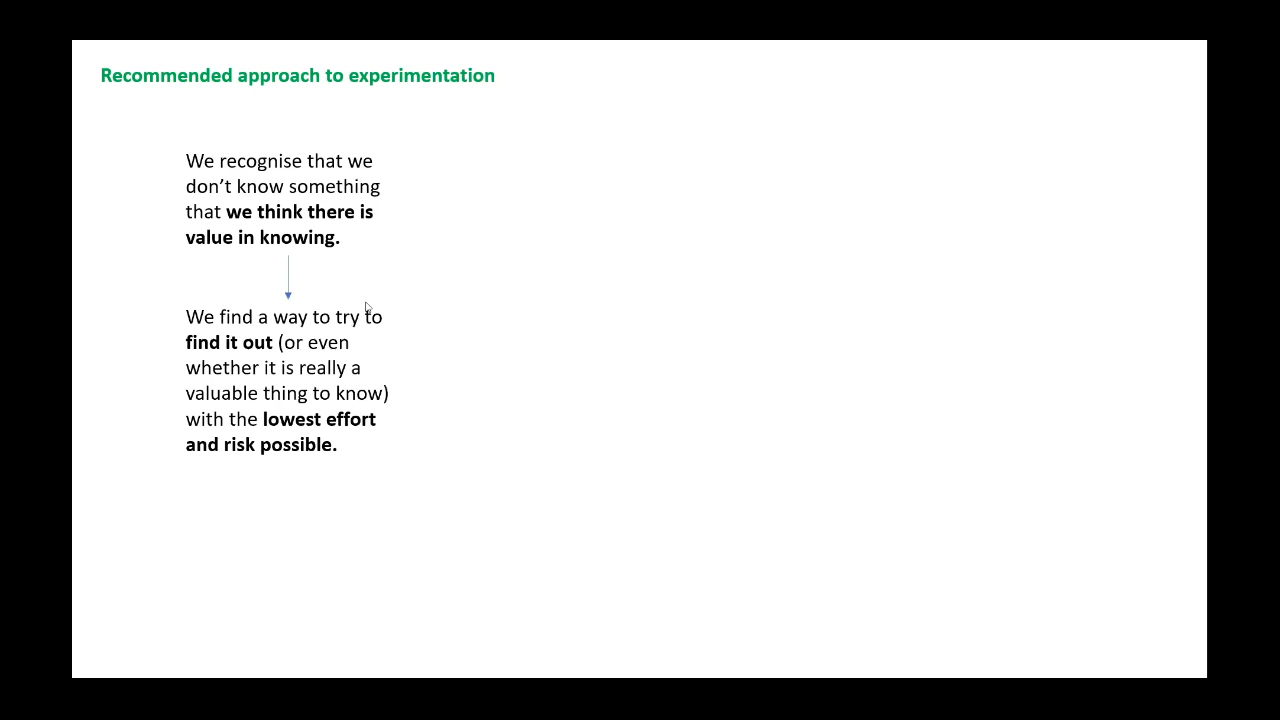 Recommended approach to experimentation
We recognise that we
don’t know something
that we think there is
value in knowing.
We find a way to try to
find it out (or even
whether it is really a
valuable thing to know)
with the lowest effort
and risk possible.